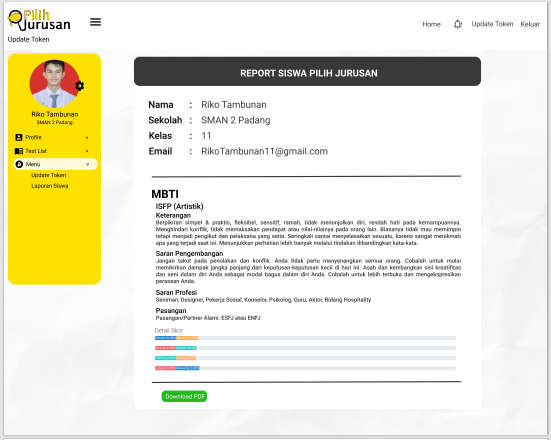 Pilih
Jurusan
Update Token
Home
Update Token
Keluar
Riko Tambunan
SMAN 2 Padang
Profile
Test List
Menu
Update Token
Laporan Siswa
REPORT SISWA PILIH JURUSAN
Nama : Riko Tambunan
Sekolah : SMAN 2 Padang
Kelas : 11
Email : RikoTambunan11@gmail.com
MBTI
ISFP (Artistik)
Keterangan
Berpikiran simpel & praktis, fleksibel, sensitif, ramah, tidak menonjolkan diri, rendah hati pada kemampuannya.
Menghindari konflik, tidak memaksakan pendapat atau nilai-nilainya pada orang lain. Biasanya tidak mau memimpin
tetapi menjadi pengikut dan pelaksana yang setia. Seringkali santai menyelesaikan sesuatu, karena sangat menikmati
apa yang terjadi saat ini. Menunjukkan perhatian lebih banyak melalui tindakan dibandingkan kata-kata.
Saran Pengembangan
Jangan takut pada penolakan dan konflik. Anda tidak perlu menyenangkan semua orang. Cobalah untuk mulai
memikirkan dampak jangka panjang dari keputusan-keputusan kecil di hari ini. Asah dan kembangkan sisi kreatifitas
dan seni dalam diri Anda sebagai modal bagus dalam diri Anda. Cobalah untuk lebih terbuka dan mengekspresikan
perasaan Anda.
Saran Profesi
Seniman, Designer, Pekerja Sosial, Konselor, Psikolog, Guru, Aktor, Bidang Hospitality
Pasangan
Pasangan/Partner Alami: ESFJ atau ENFJ
Detail Skor
Download PDF